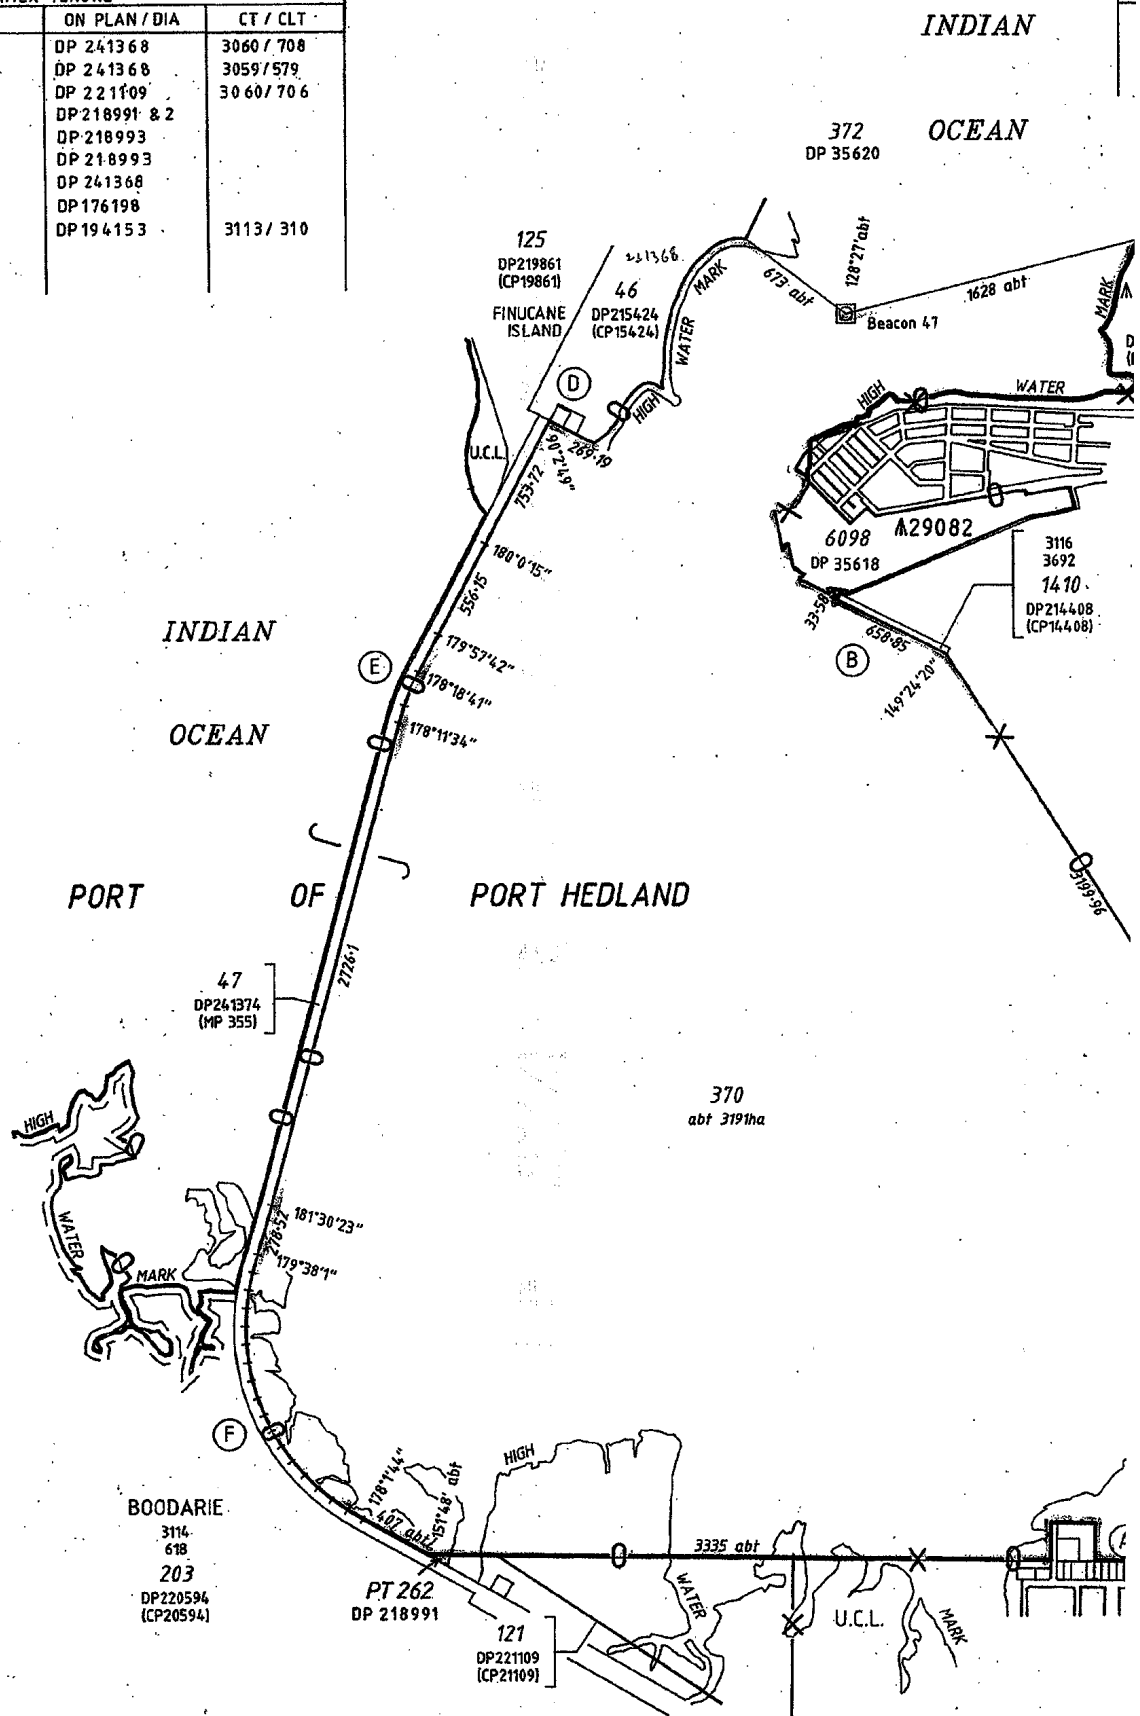 ON PLAN / DIA CT / CLT
DP 241368 3060 / 708
DP 241368 3059 / 579
DP 221109 3060 / 706
DP 218991 & 2
DP 218993
DP 218993
DP 241368
DP 176198
DP 194153 3113 / 310
INDIAN
OCEAN
372
DP 35620
125
DP219861
(CP19861)
FINUCANE
ISLAND
46
DP215424
(CP15424)
HIGH
WATER
MARK
673 abt
128°27' abt
1628 abt
Beacon 47
MARK
D
U.C.L.
269·19
90°2'49"
753·72
180°0'15"
556·15
179°57'42"
178°18'41"
178°11'34"
E
HIGH
WATER
6098
DP 35618
29082
3116
3692
1410
DP214408
(CP14408)
33·58
658·85
B
149°24'20"
3199·96
INDIAN
OCEAN
PORT OF PORT HEDLAND
2726·1
47
DP241374
(MP 355)
370
abt 3191ha
HIGH
WATER
MARK
181°30'23"
278·52
179°38'1"
F
178°1'44"
407 abt
151°48' abt
HIGH
WATER
MARK
3335 abt
BOODARIE
3114
618
203
DP220594
(CP20594)
PT 262
DP 218991
121
DP221109
(CP21109)
U.C.L.